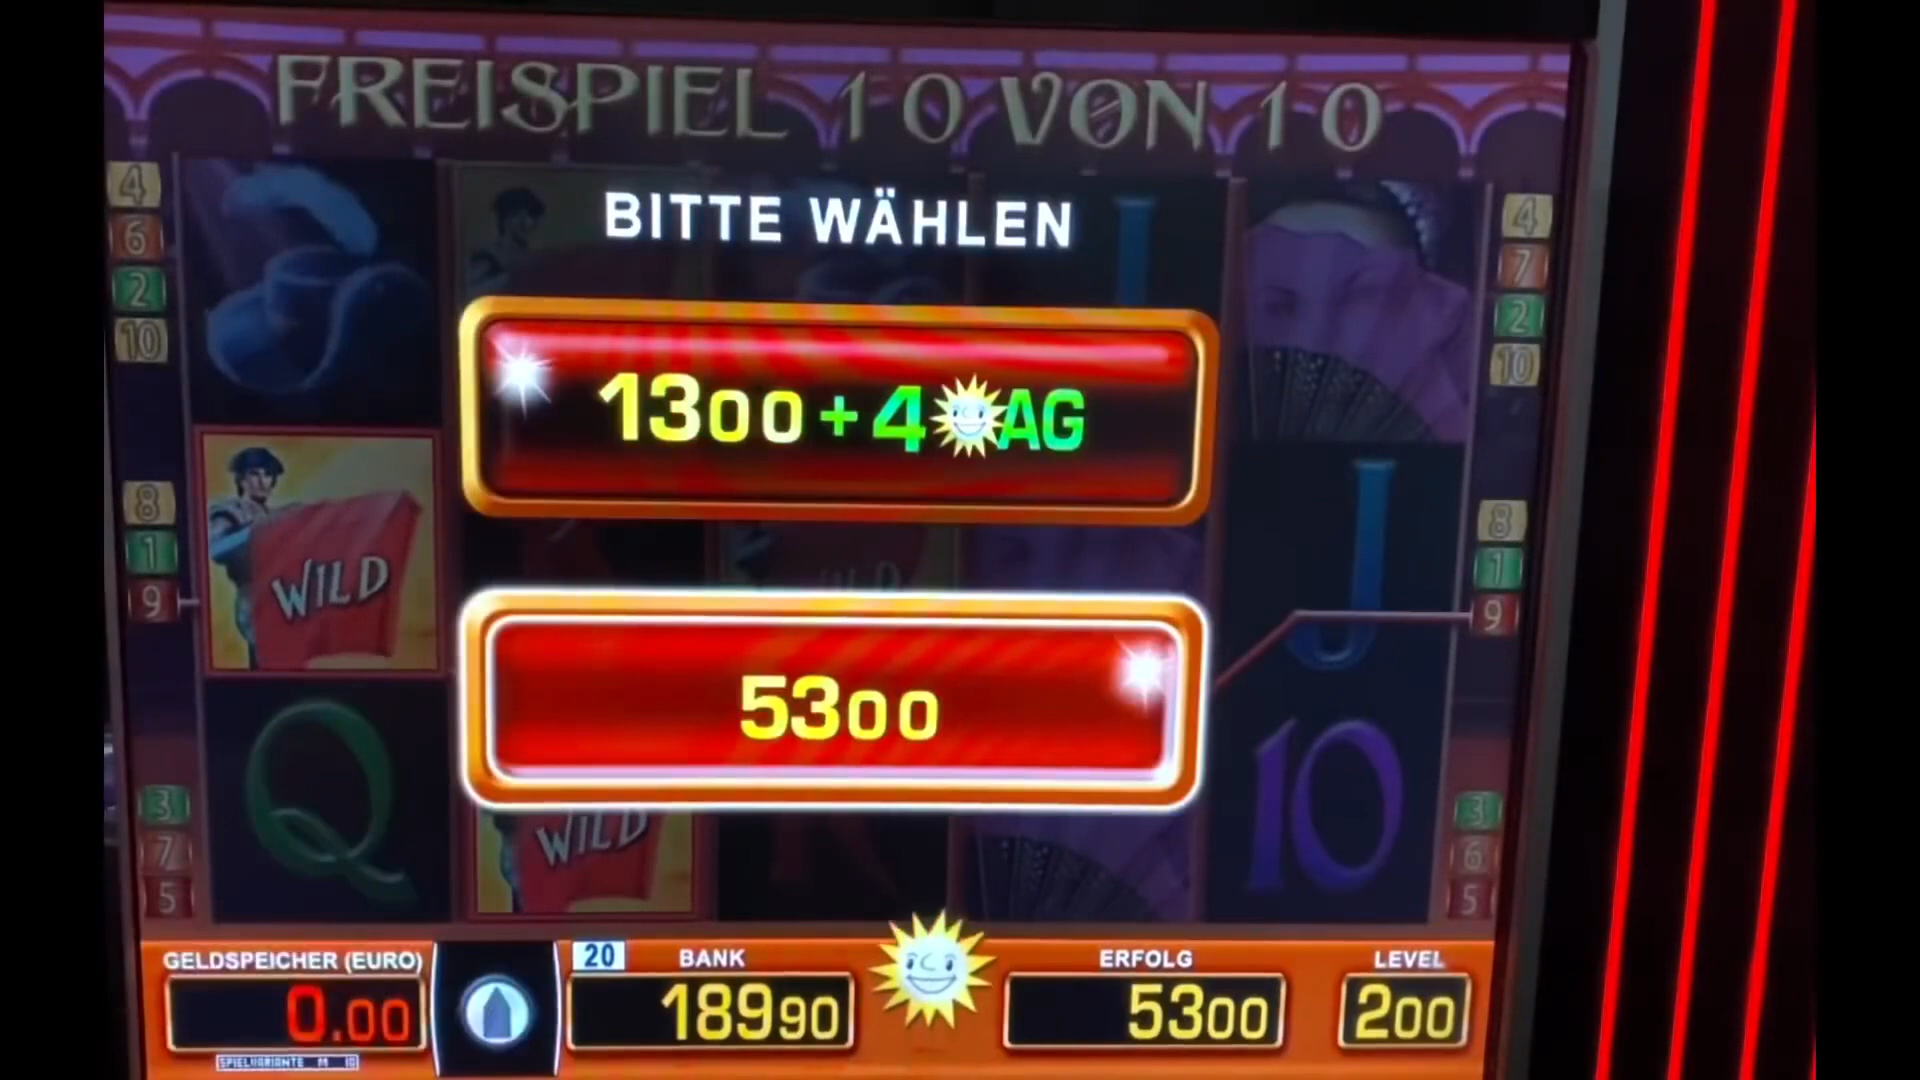 FREISPIEL 10 VON 10
BITTE WÄHLEN
1300+4 AG
5300
4
6
2
10
8
1
9
3
7
5
4
7
2
10
8
1
9
3
6
5
J
WILD
J
Q
WILD
10
GELDSPEICHER (EURO)
20 BANK
ERFOLG
LEVEL
0.00
18990
5300
200
SPIELVARIANTE M 10